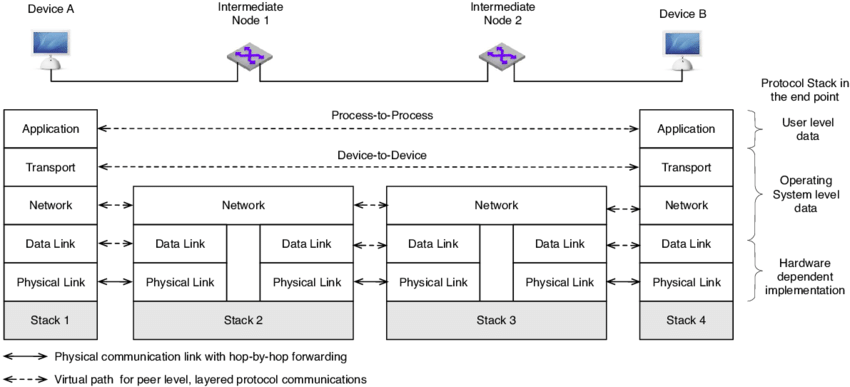 Device A
Intermediate
Node 1
Intermediate
Node 2
Device B
Protocol Stack in
the end point
Application
Process-to-Process
Application
User level
data
Transport
Device-to-Device
Transport
Operating
System level
data
Network
Network
Network
Network
Data Link
Data Link
Data Link
Data Link
Data Link
Data Link
Hardware
dependent
implementation
Physical Link
Physical Link
Physical Link
Physical Link
Physical Link
Physical Link
Stack 1
Stack 2
Stack 3
Stack 4
Physical communication link with hop-by-hop forwarding
Virtual path for peer level, layered protocol communications